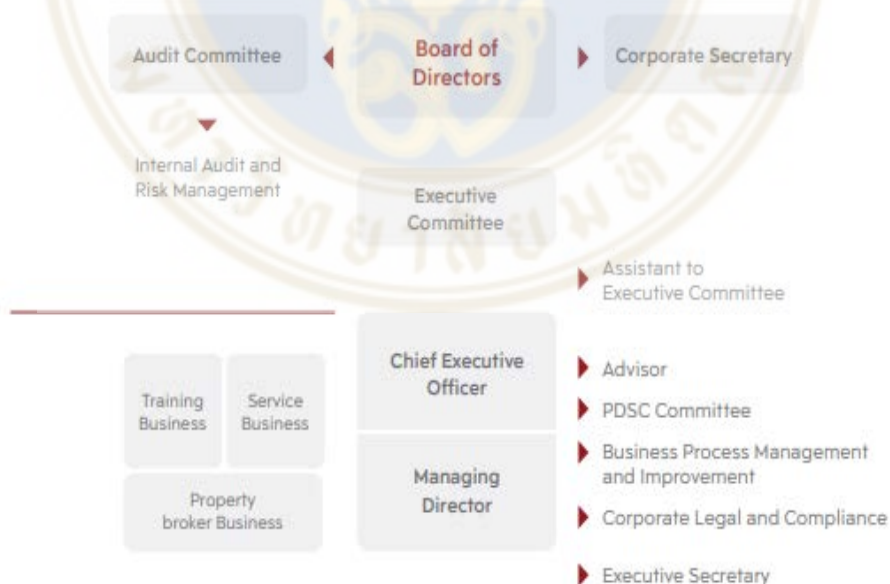 Audit Committee
Board of
Directors
Corporate Secretary
Internal Audit and
Risk Management
Executive
Committee
Assistant to
Executive Committee
Chief Executive
Officer
Training
Business
Service
Business
Property
broker Business
Managing
Director
Advisor
PDSC Committee
Business Process Management
and Improvement
Corporate Legal and Compliance
Executive Secretary